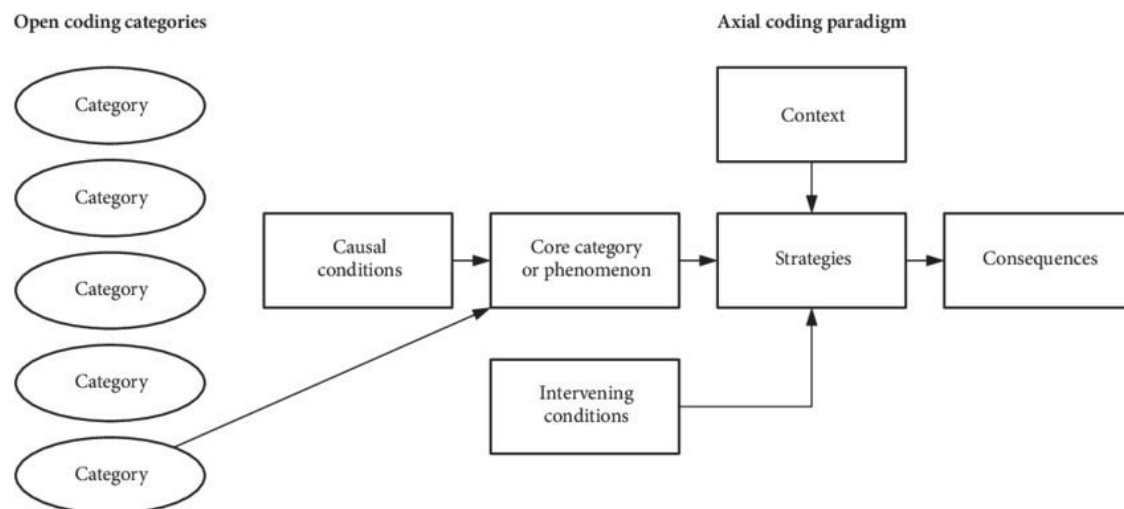 Open coding categories
Axial coding paradigm
Category
Category
Category
Category
Category
Context
Causal
conditions
Core category
or phenomenon
Strategies
Consequences
Intervening
conditions